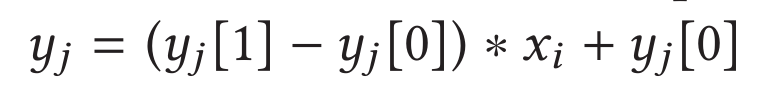 y_j = (y_j[1] − y_j[0]) ∗ x_i + y_j[0]